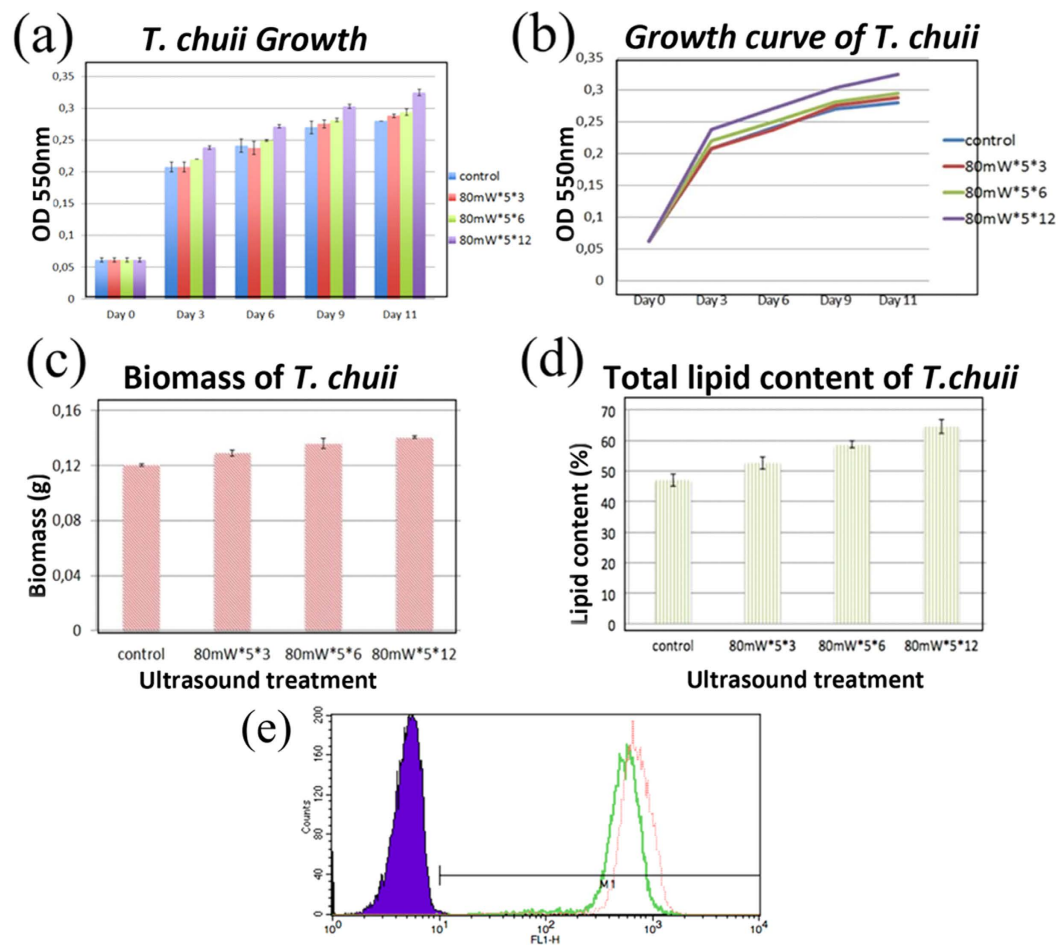 (a)
T. chuii Growth
0,35
0,3
0,25
0,2
0,15
0,1
0,05
0
OD 550nm
Day 0 Day 3 Day 6 Day 9 Day 11
control
80mW*5*3
80mW*5*6
80mW*5*12
(b)
Growth curve of T. chuii
0,35
0,3
0,25
0,2
0,15
0,1
0,05
0
OD 550nm
Day 0 Day 3 Day 6 Day 9 Day 11
control
80mW*5*3
80mW*5*6
80mW*5*12
(c)
Biomass of T. chuii
0,16
0,12
0,08
0,04
0
Biomass (g)
control 80mW*5*3 80mW*5*6 80mW*5*12
Ultrasound treatment
(d)
Total lipid content of T.chuii
70
60
50
40
30
20
10
0
Lipid content (%)
control 80mW*5*3 80mW*5*6 80mW*5*12
Ultrasound treatment
(e)
200
160
120
80
40
0
Counts
M1
10⁰ 10¹ 10² 10³ 10⁴
FL1-H